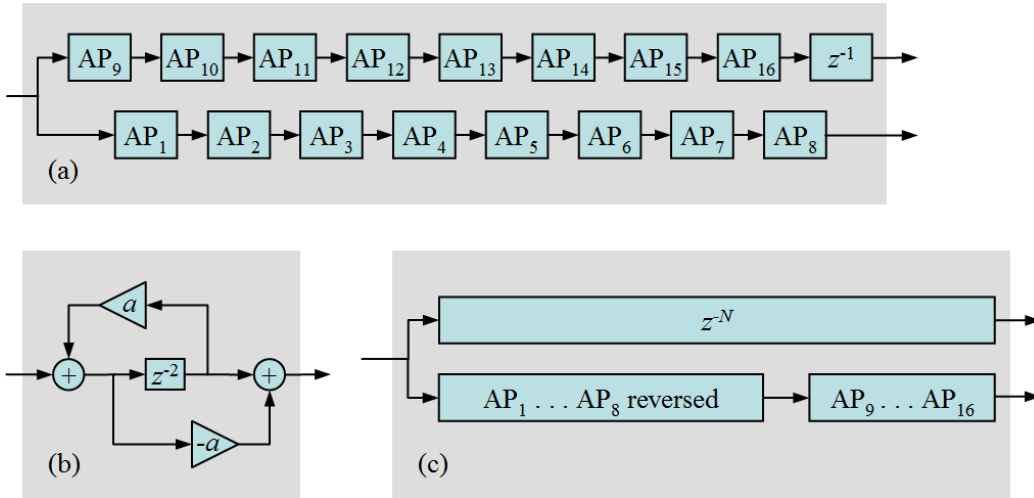 AP₉ AP₁₀ AP₁₁ AP₁₂ AP₁₃ AP₁₄ AP₁₅ AP₁₆ z⁻¹
AP₁ AP₂ AP₃ AP₄ AP₅ AP₆ AP₇ AP₈
(a)
a
+ z⁻² +
-a
(b)
z⁻ᴺ
AP₁ . . . AP₈ reversed AP₉ . . . AP₁₆
(c)